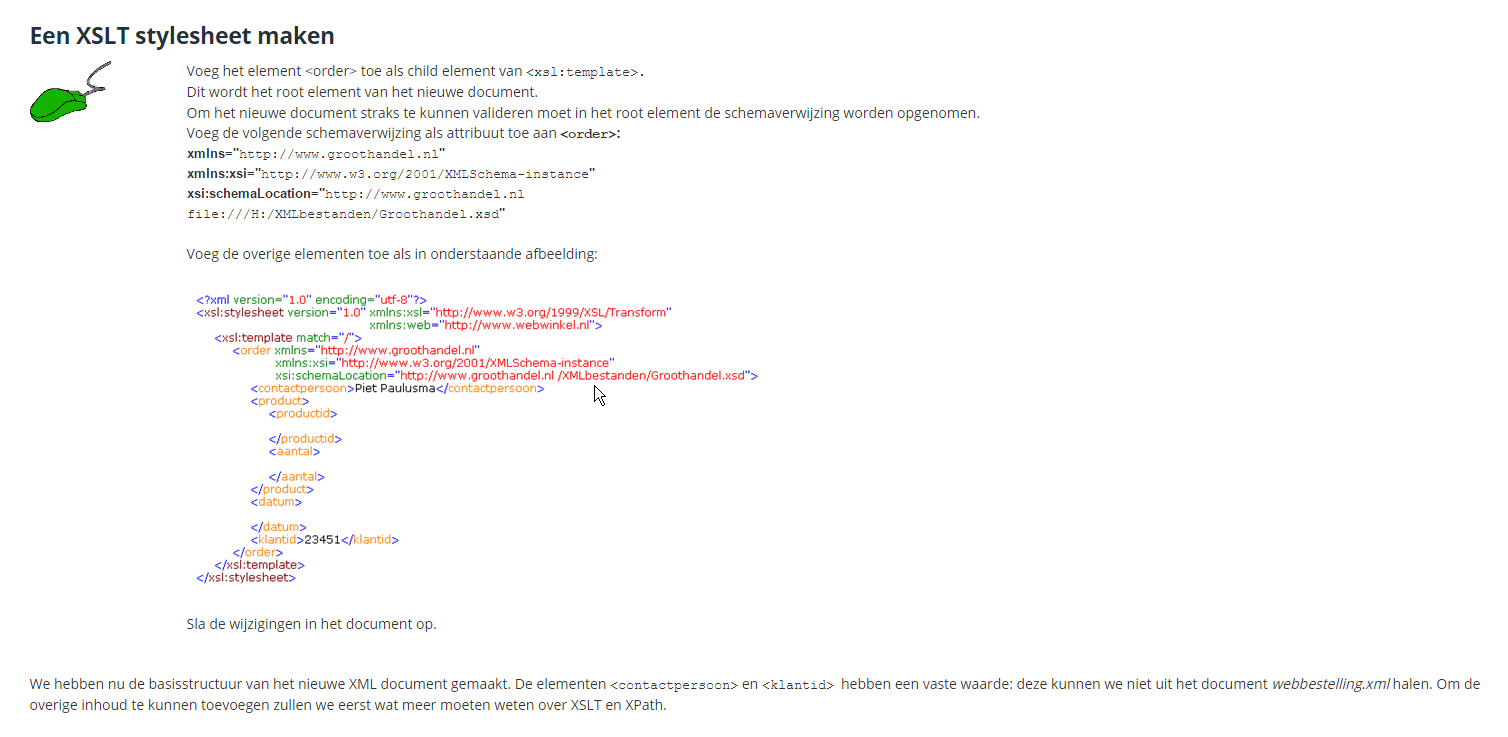 Een XSLT stylesheet maken
Voeg het element <order> toe als child element van <xsl:template>.
Dit wordt het root element van het nieuwe document.
Om het nieuwe document straks te kunnen valideren moet in het root element de schemaverwijzing worden opgenomen.
Voeg de volgende schemaverwijzing als attribuut toe aan <order>:
xmlns="http://www.groothandel.nl"
xmlns:xsi="http://www.w3.org/2001/XMLSchema-instance"
xsi:schemaLocation="http://www.groothandel.nl
file:///H:/XMLbestanden/Groothandel.xsd"
Voeg de overige elementen toe als in onderstaande afbeelding:
<?xml version="1.0" encoding="utf-8"?>
<xsl:stylesheet version="1.0" xmlns:xsl="http://www.w3.org/1999/XSL/Transform"
xmlns:web="http://www.webwinkel.nl">
<xsl:template match="/">
<order xmlns="http://www.groothandel.nl"
xmlns:xsi="http://www.w3.org/2001/XMLSchema-instance"
xsi:schemaLocation="http://www.groothandel.nl /XMLbestanden/Groothandel.xsd">
<contactpersoon>Piet Paulusma</contactpersoon>
<product>
<productid>
</productid>
<aantal>
</aantal>
</product>
<datum>
</datum>
<klantid>23451</klantid>
</order>
</xsl:template>
</xsl:stylesheet>
Sla de wijzigingen in het document op.
We hebben nu de basisstructuur van het nieuwe XML document gemaakt. De elementen <contactpersoon> en <klantid> hebben een vaste waarde: deze kunnen we niet uit het document webbestelling.xml halen. Om de
overige inhoud te kunnen toevoegen zullen we eerst wat meer moeten weten over XSLT en XPath.